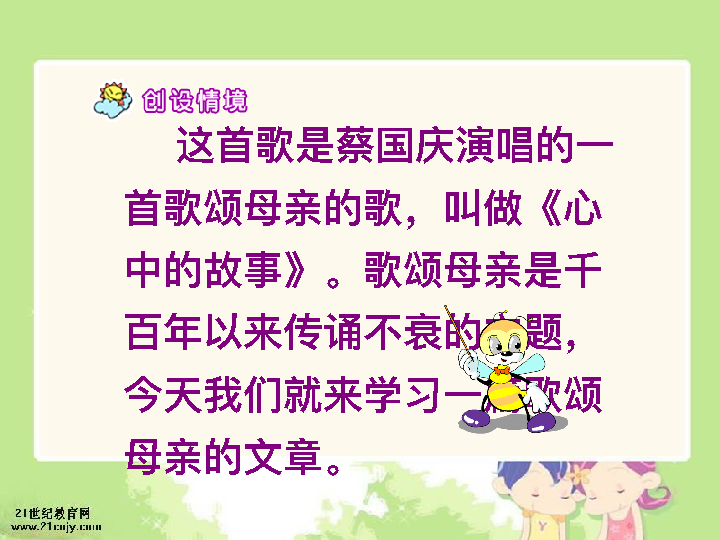 创设情境
这首歌是蔡国庆演唱的一
首歌颂母亲的歌，叫做《心
中的故事》。歌颂母亲是千
百年以来传诵不衰的题，
今天我们就来学习一歌颂
母亲的文章。
21世纪教育网
www.21cnjy.com